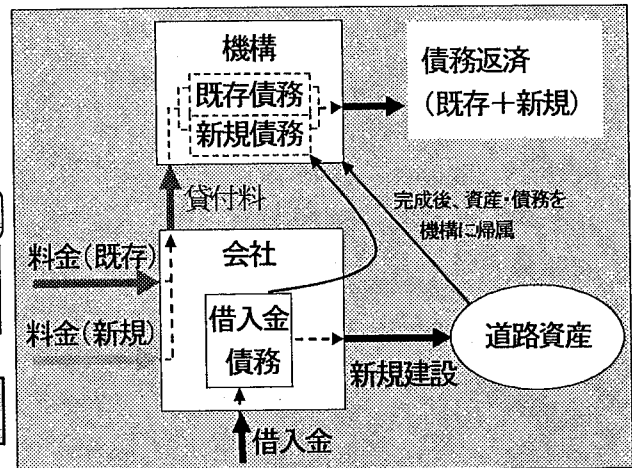 機構
既存債務
新規債務
債務返済
(既存+新規)
貸付料
完成後、資産・債務を
機構に帰属
料金(既存)
会社
料金(新規)
借入金
債務
新規建設
道路資産
借入金